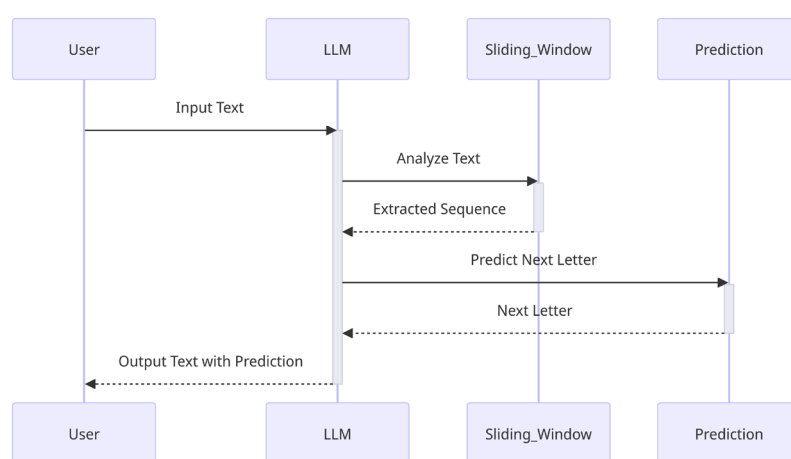 User
LLM
Sliding_Window
Prediction
Input Text
Analyze Text
Extracted Sequence
Predict Next Letter
Next Letter
Output Text with Prediction
User
LLM
Sliding_Window
Prediction